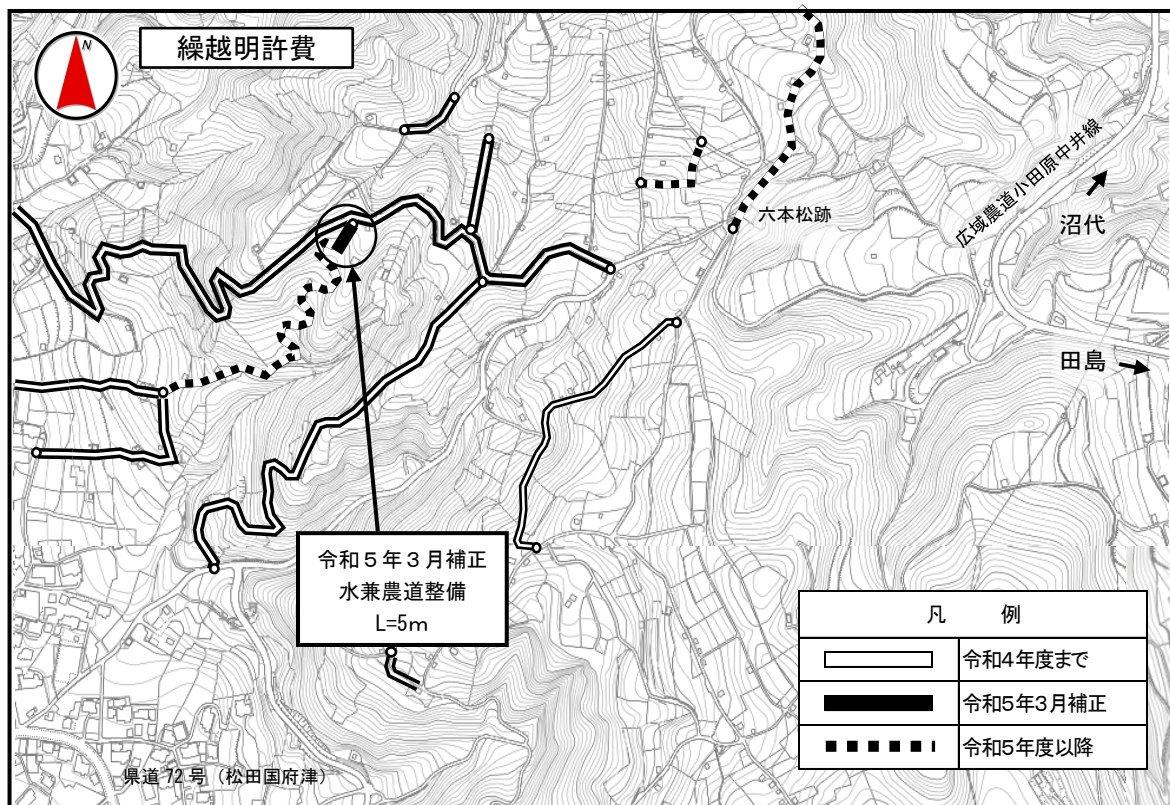 繰越明許費
N
広域農道小田原中井線
沼代
六本松跡
田島
令和5年3月補正
水兼農道整備
L=5m
凡　例
令和4年度まで
令和5年3月補正
令和5年度以降
県道72号（松田国府津）